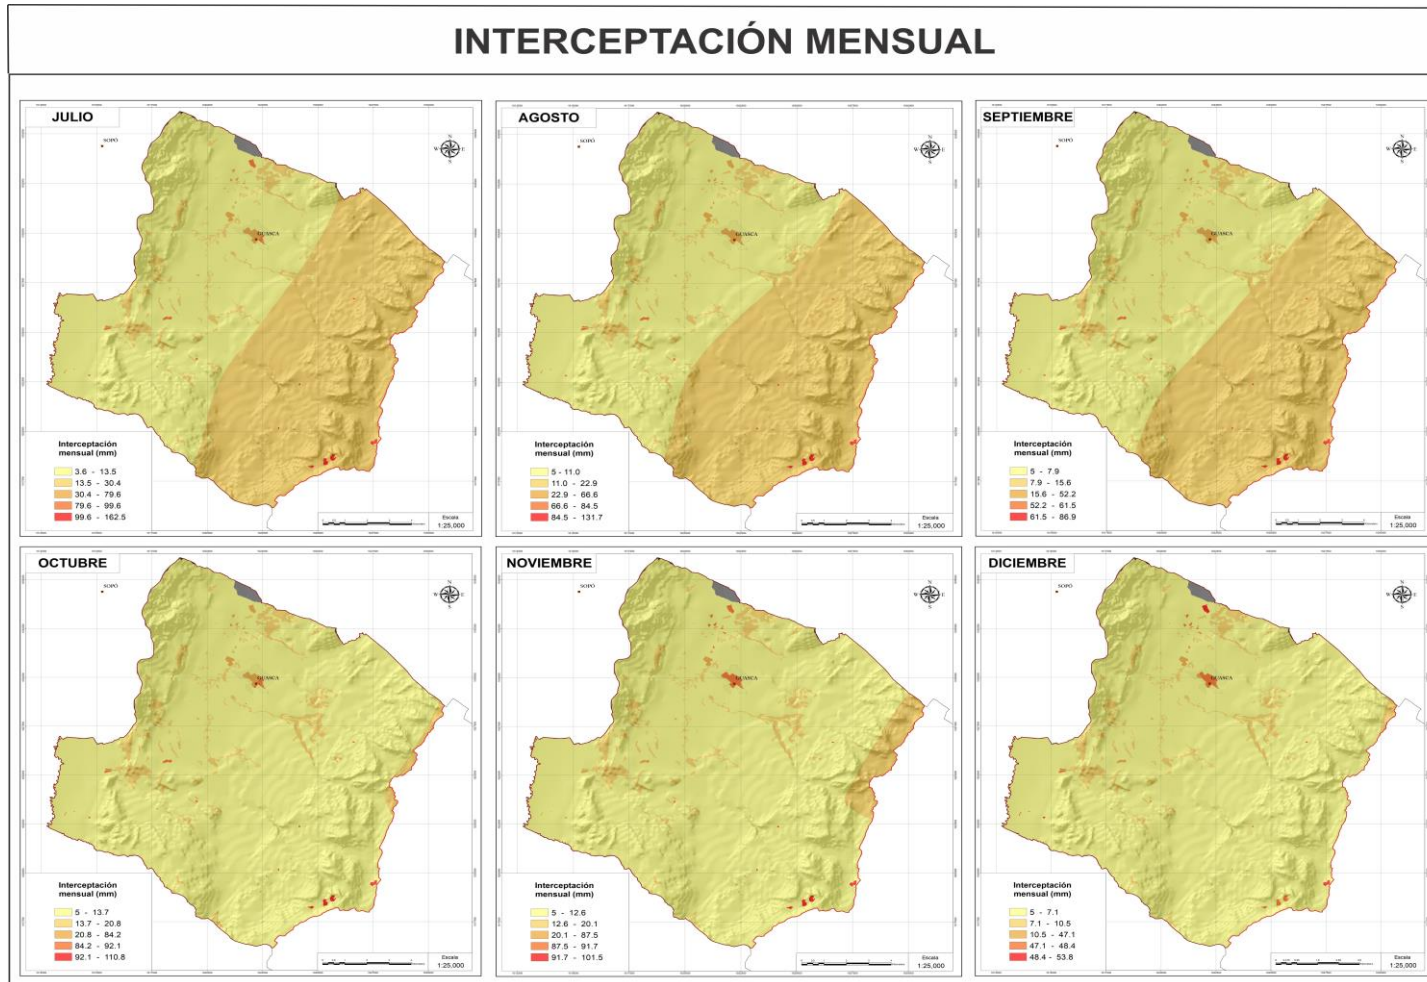 INTERCEPTACIÓN MENSUAL
JULIO
SOPÓ
N
W E
S
GUASCA
Interceptación
mensual (mm)
3.6 - 13.5
13.5 - 30.4
30.4 - 79.6
79.6 - 99.6
99.6 - 162.5
Escala
1:25,000
AGOSTO
SOPÓ
N
W E
S
GUASCA
Interceptación
mensual (mm)
5 - 11.0
11.0 - 22.9
22.9 - 66.6
66.6 - 84.5
84.5 - 131.7
Escala
1:25,000
SEPTIEMBRE
SOPÓ
N
W E
S
GUASCA
Interceptación
mensual (mm)
5 - 7.9
7.9 - 15.6
15.6 - 52.2
52.2 - 61.5
61.5 - 86.9
Escala
1:25,000
OCTUBRE
SOPÓ
N
W E
S
GUASCA
Interceptación
mensual (mm)
5 - 13.7
13.7 - 20.8
20.8 - 84.2
84.2 - 92.1
92.1 - 110.8
Escala
1:25,000
NOVIEMBRE
SOPÓ
N
W E
S
GUASCA
Interceptación
mensual (mm)
5 - 12.6
12.6 - 20.1
20.1 - 87.5
87.5 - 91.7
91.7 - 101.5
Escala
1:25,000
DICIEMBRE
SOPÓ
N
W E
S
GUASCA
Interceptación
mensual (mm)
5 - 7.1
7.1 - 10.5
10.5 - 47.1
47.1 - 48.4
48.4 - 53.8
Escala
1:25,000